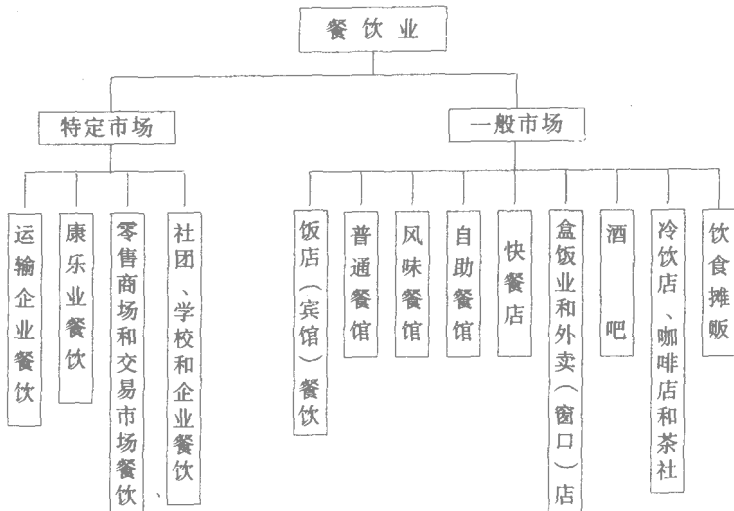 餐饮业
特定市场
一般市场
运输企业餐饮
康乐业餐饮
零售商场和交易市场餐饮
社团、学校和企业餐饮
饭店(宾馆)餐饮
普通餐馆
风味餐馆
自助餐馆
快餐店
盒饭业和外卖(窗口)店
酒吧
冷饮店、咖啡店和茶社
饮食摊贩